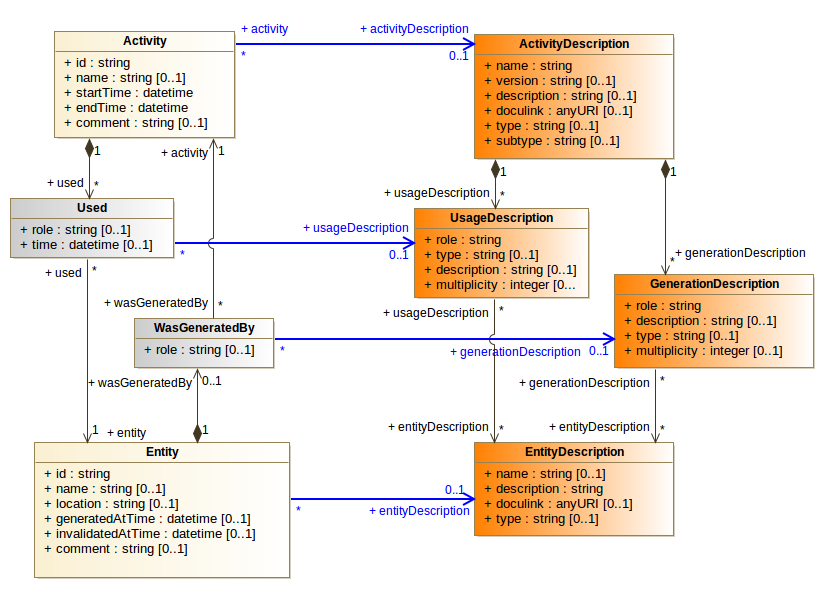 + activity
+ activityDescription
*
0..1
Activity
+ id : string
+ name : string [0..1]
+ startTime : datetime
+ endTime : datetime
+ comment : string [0..1]
ActivityDescription
+ name : string
+ version : string [0..1]
+ description : string [0..1]
+ doculink : anyURI [0..1]
+ type : string [0..1]
+ subtype : string [0..1]
1
+ activity
1
+ used
*
1
+ usageDescription
*
1
+ generationDescription
*
Used
+ role : string [0..1]
+ time : datetime [0..1]
+ usageDescription
*
0..1
UsageDescription
+ role : string
+ type : string [0..1]
+ description : string [0..1]
+ multiplicity : integer [0...
+ used
*
+ wasGeneratedBy
*
+ usageDescription
*
GenerationDescription
+ role : string
+ description : string [0..1]
+ type : string [0..1]
+ multiplicity : integer [0..1]
WasGeneratedBy
+ role : string [0..1]
*
+ generationDescription
0..1
+ wasGeneratedBy
0..1
+ generationDescription
*
1
+ entity
1
+ entityDescription
*
+ entityDescription
*
Entity
+ id : string
+ name : string [0..1]
+ location : string [0..1]
+ generatedAtTime : datetime [0..1]
+ invalidatedAtTime : datetime [0..1]
+ comment : string [0..1]
*
0..1
+ entityDescription
EntityDescription
+ name : string [0..1]
+ description : string
+ doculink : anyURI [0..1]
+ type : string [0..1]